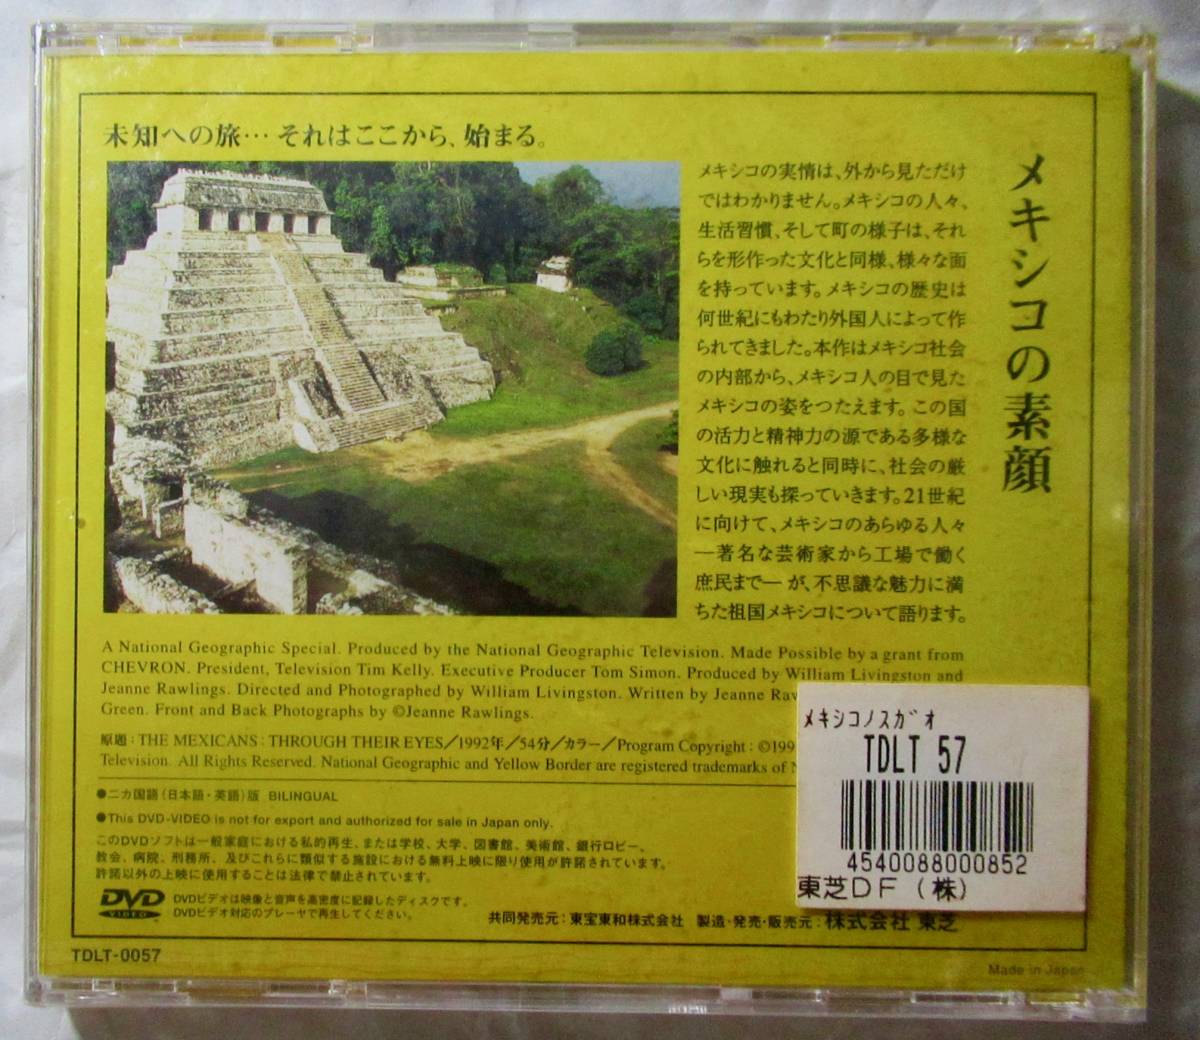 未知への旅… それはここから、始まる。
メキシコの素顔
メキシコの実情は、外から見ただけ
ではわかりません。メキシコの人々、
生活習慣、そして町の様子は、それ
らを形作った文化と同様、様々な面
を持っています。メキシコの歴史は
何世紀にもわたり外国人によって作
られてきました。本作はメキシコ社会
の内部から、メキシコ人の目で見た
メキシコの姿をつたえます。この国
の活力と精神力の源である多様な
文化に触れると同時に、社会の厳
しい現実も探っていきます。21世紀
に向けて、メキシコのあらゆる人々
―著名な芸術家から工場で働く
庶民まで― が、不思議な魅力に満
ちた祖国メキシコについて語ります。
A National Geographic Special. Produced by the National Geographic Television. Made Possible by a grant from
CHEVRON. President, Television Tim Kelly. Executive Producer Tom Simon. Produced by William Livingston and
Jeanne Rawlings. Directed and Photographed by William Livingston. Written by Jeanne
Green. Front and Back Photographs by ©Jeanne Rawlings.
原題：THE MEXICANS : THROUGH THEIR EYES／1992年／54分／カラー／Program Copyright : ©199
Television. All Rights Reserved. National Geographic and Yellow Border are registered trademarks of
●二カ国語（日本語・英語）版 BILINGUAL
●This DVD-VIDEO is not for export and authorized for sale in Japan only.
このDVDソフトは一般家庭における私的再生、または学校、大学、図書館、美術館、銀行ロビー、
教会、病院、刑務所、及びこれらに類似する施設における無料上映に限り使用が許諾されています。
許諾以外の上映に使用することは法律で禁止されています。
DVD VIDEO
DVDビデオは映像と音声を高密度に記録したディスクです。
DVDビデオ対応のプレーヤで再生してください。
共同発売元：東宝東和株式会社 製造・発売・販売元：株式会社 東芝
TDLT-0057
Made in Japan
ﾒｷｼｺﾉｽｶﾞｵ
TDLT 57
4540088000852
東芝DF（株）